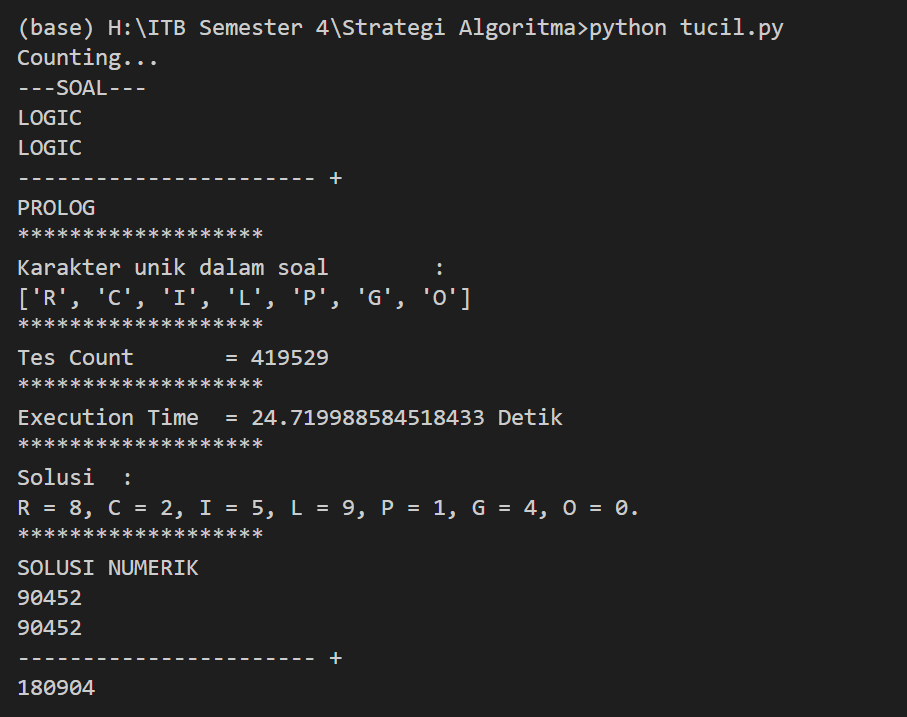 (base) H:\ITB Semester 4\Strategi Algoritma>python tucil.py
Counting...
---SOAL---
LOGIC
LOGIC
----------------------- +
PROLOG
*******************
Karakter unik dalam soal        :
['R', 'C', 'I', 'L', 'P', 'G', 'O']
*******************
Tes Count       = 419529
*******************
Execution Time  = 24.719988584518433 Detik
*******************
Solusi  :
R = 8, C = 2, I = 5, L = 9, P = 1, G = 4, O = 0.
*******************
SOLUSI NUMERIK
90452
90452
----------------------- +
180904